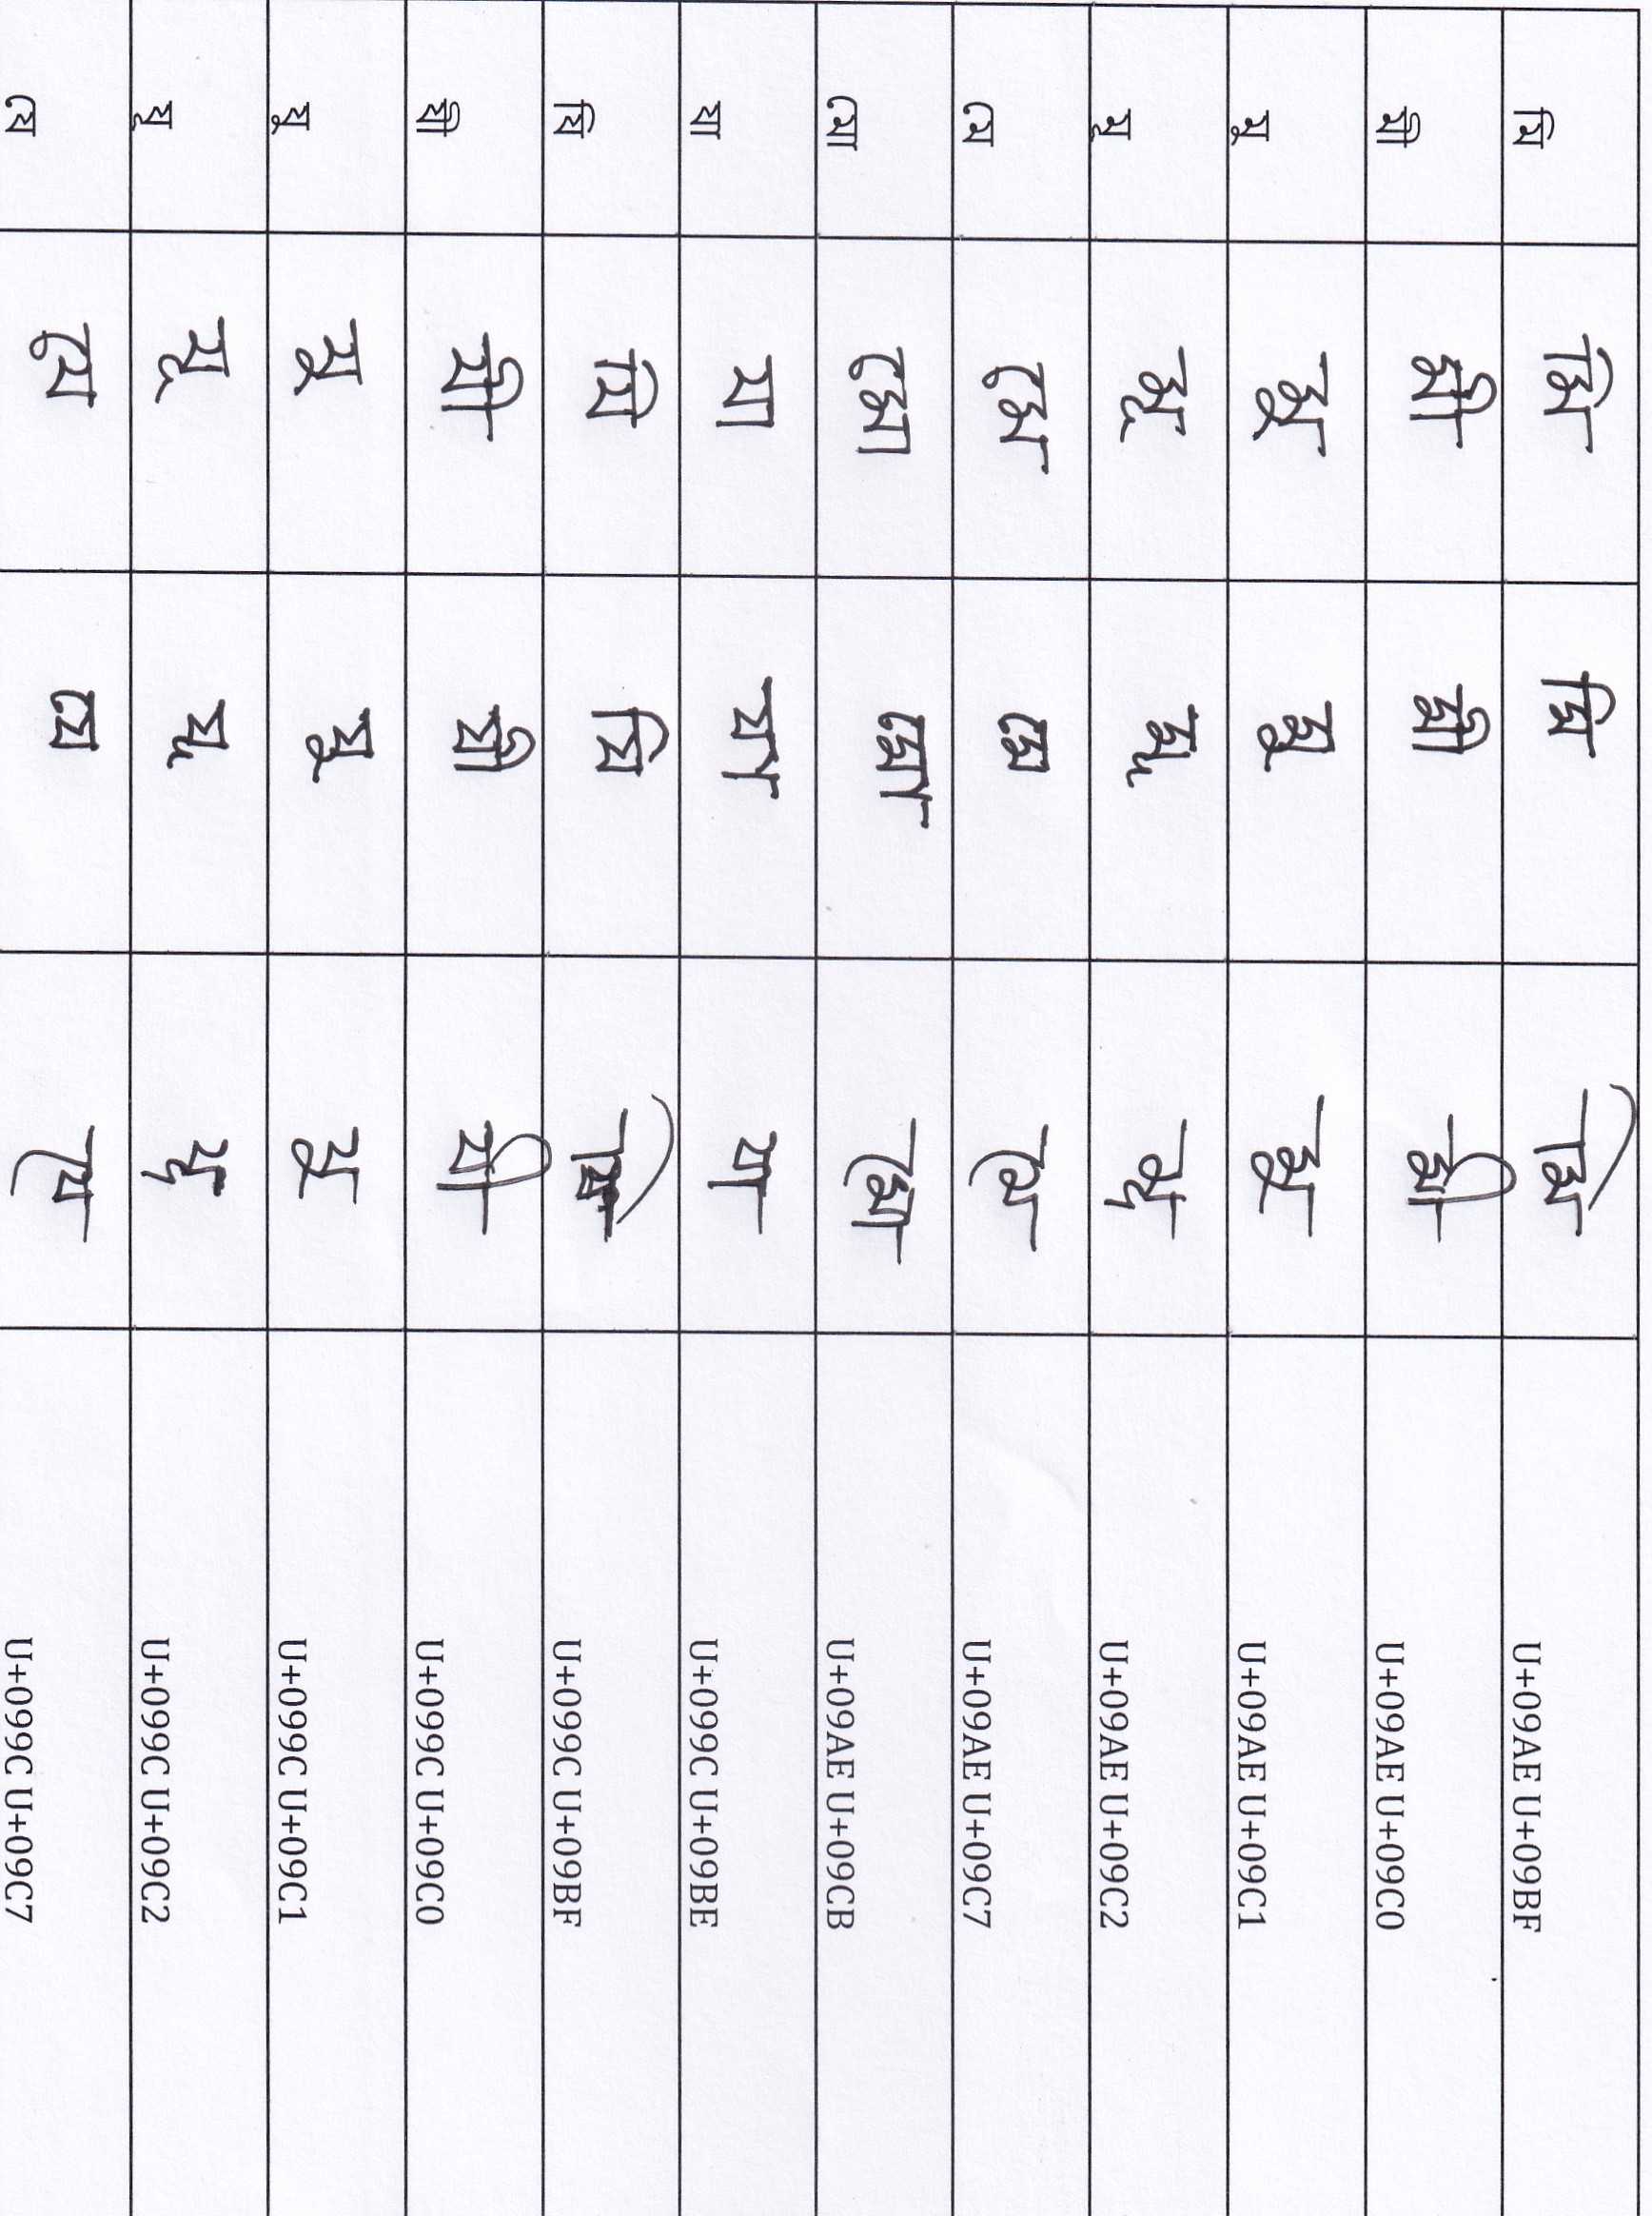 মি মি মি মি U+09AE U+09BF
মী মী মী মী U+09AE U+09C0
মু মু মু মু U+09AE U+09C1
মূ মূ মূ মূ U+09AE U+09C2
মে মে মে মে U+09AE U+09C7
মো মো মো মো U+09AE U+09CB
যা যা যা যা U+099C U+09BE
যি যি যি যি U+099C U+09BF
যী যী যী যী U+099C U+09C0
যু যু যু যু U+099C U+09C1
যূ যূ যূ যূ U+099C U+09C2
যে যে যে যে U+099C U+09C7